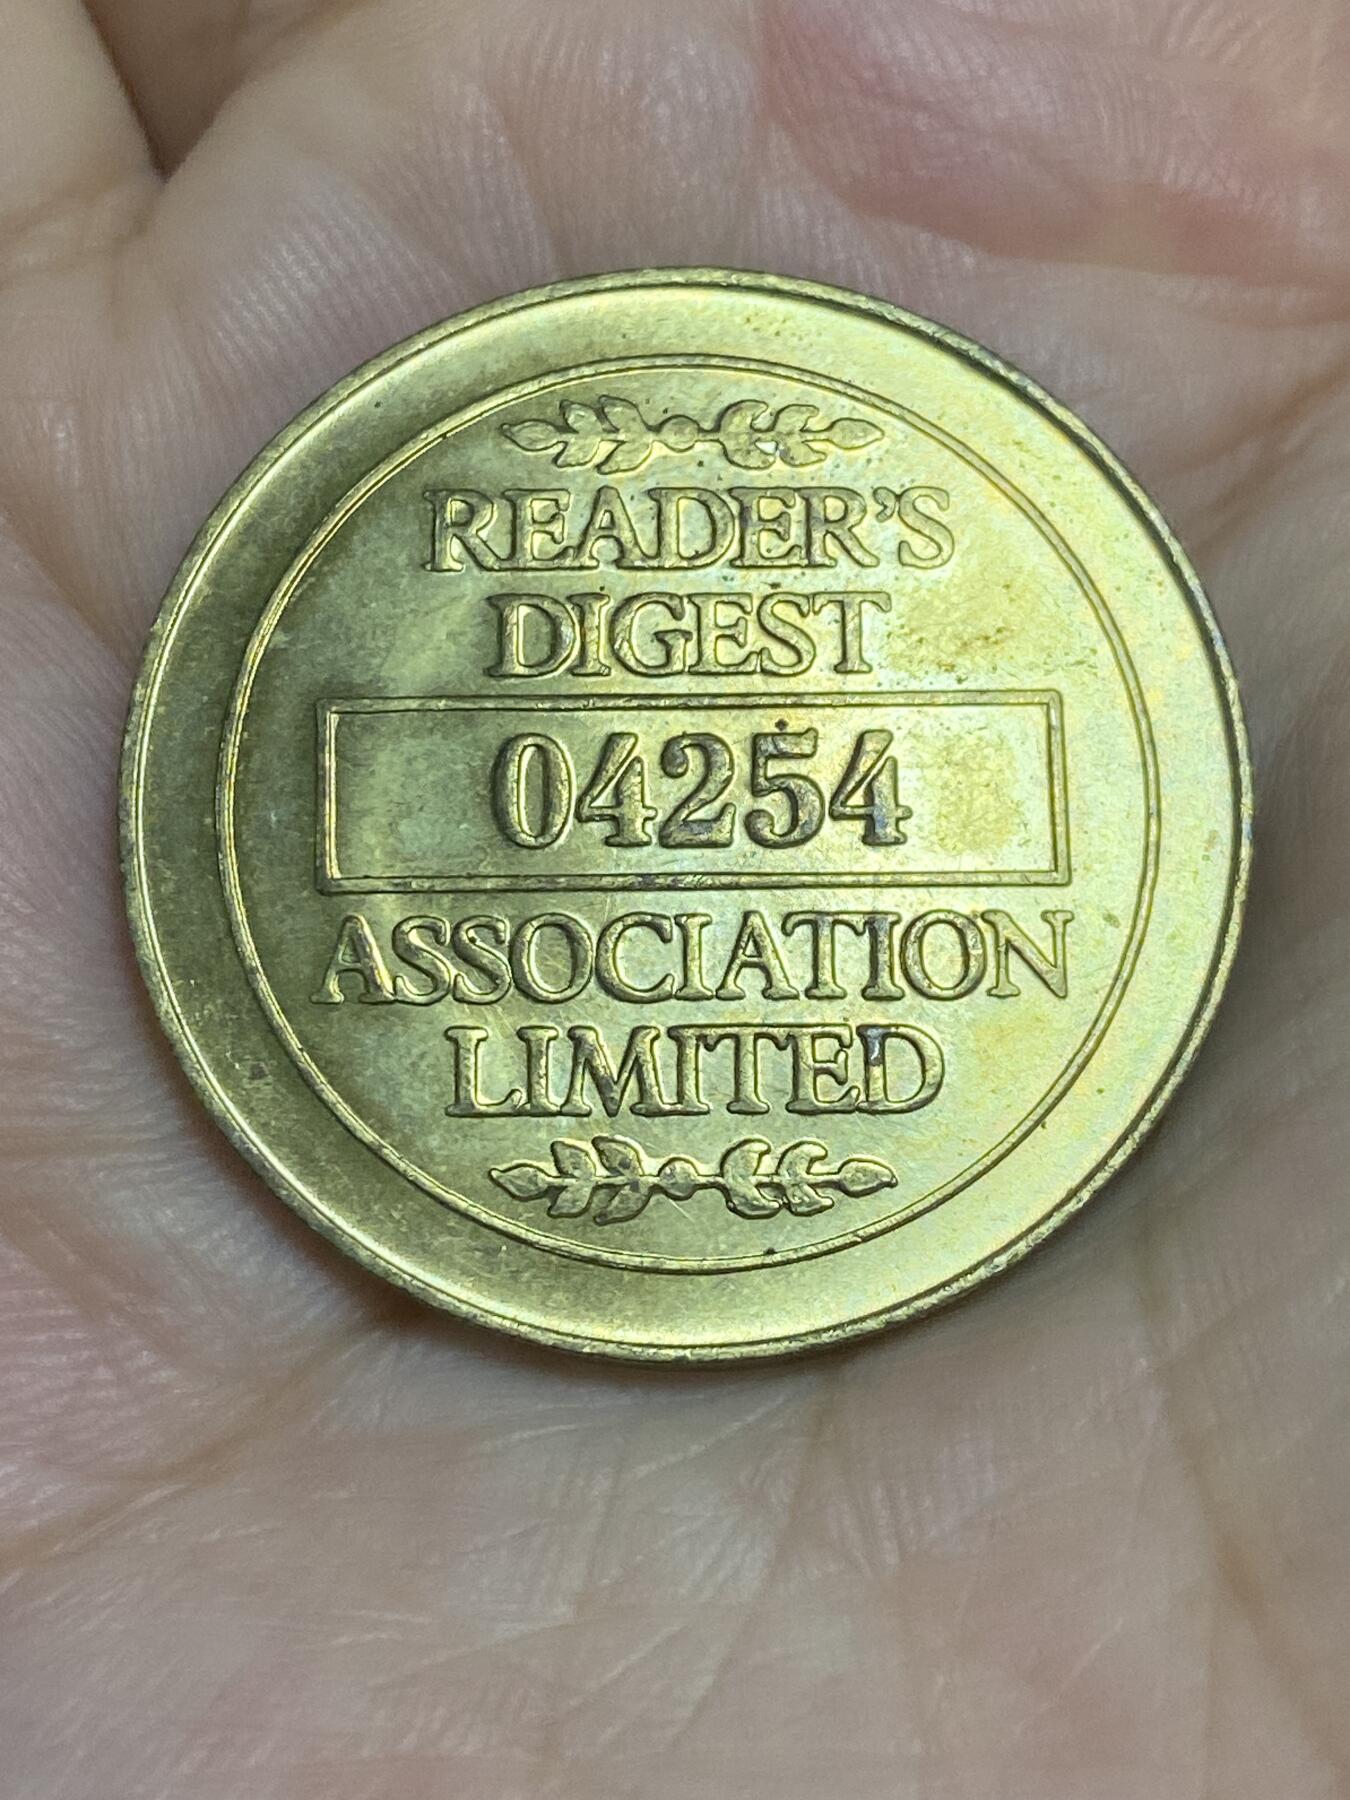 READER'S
DIGEST
04254
ASSOCIATION
LIMITED